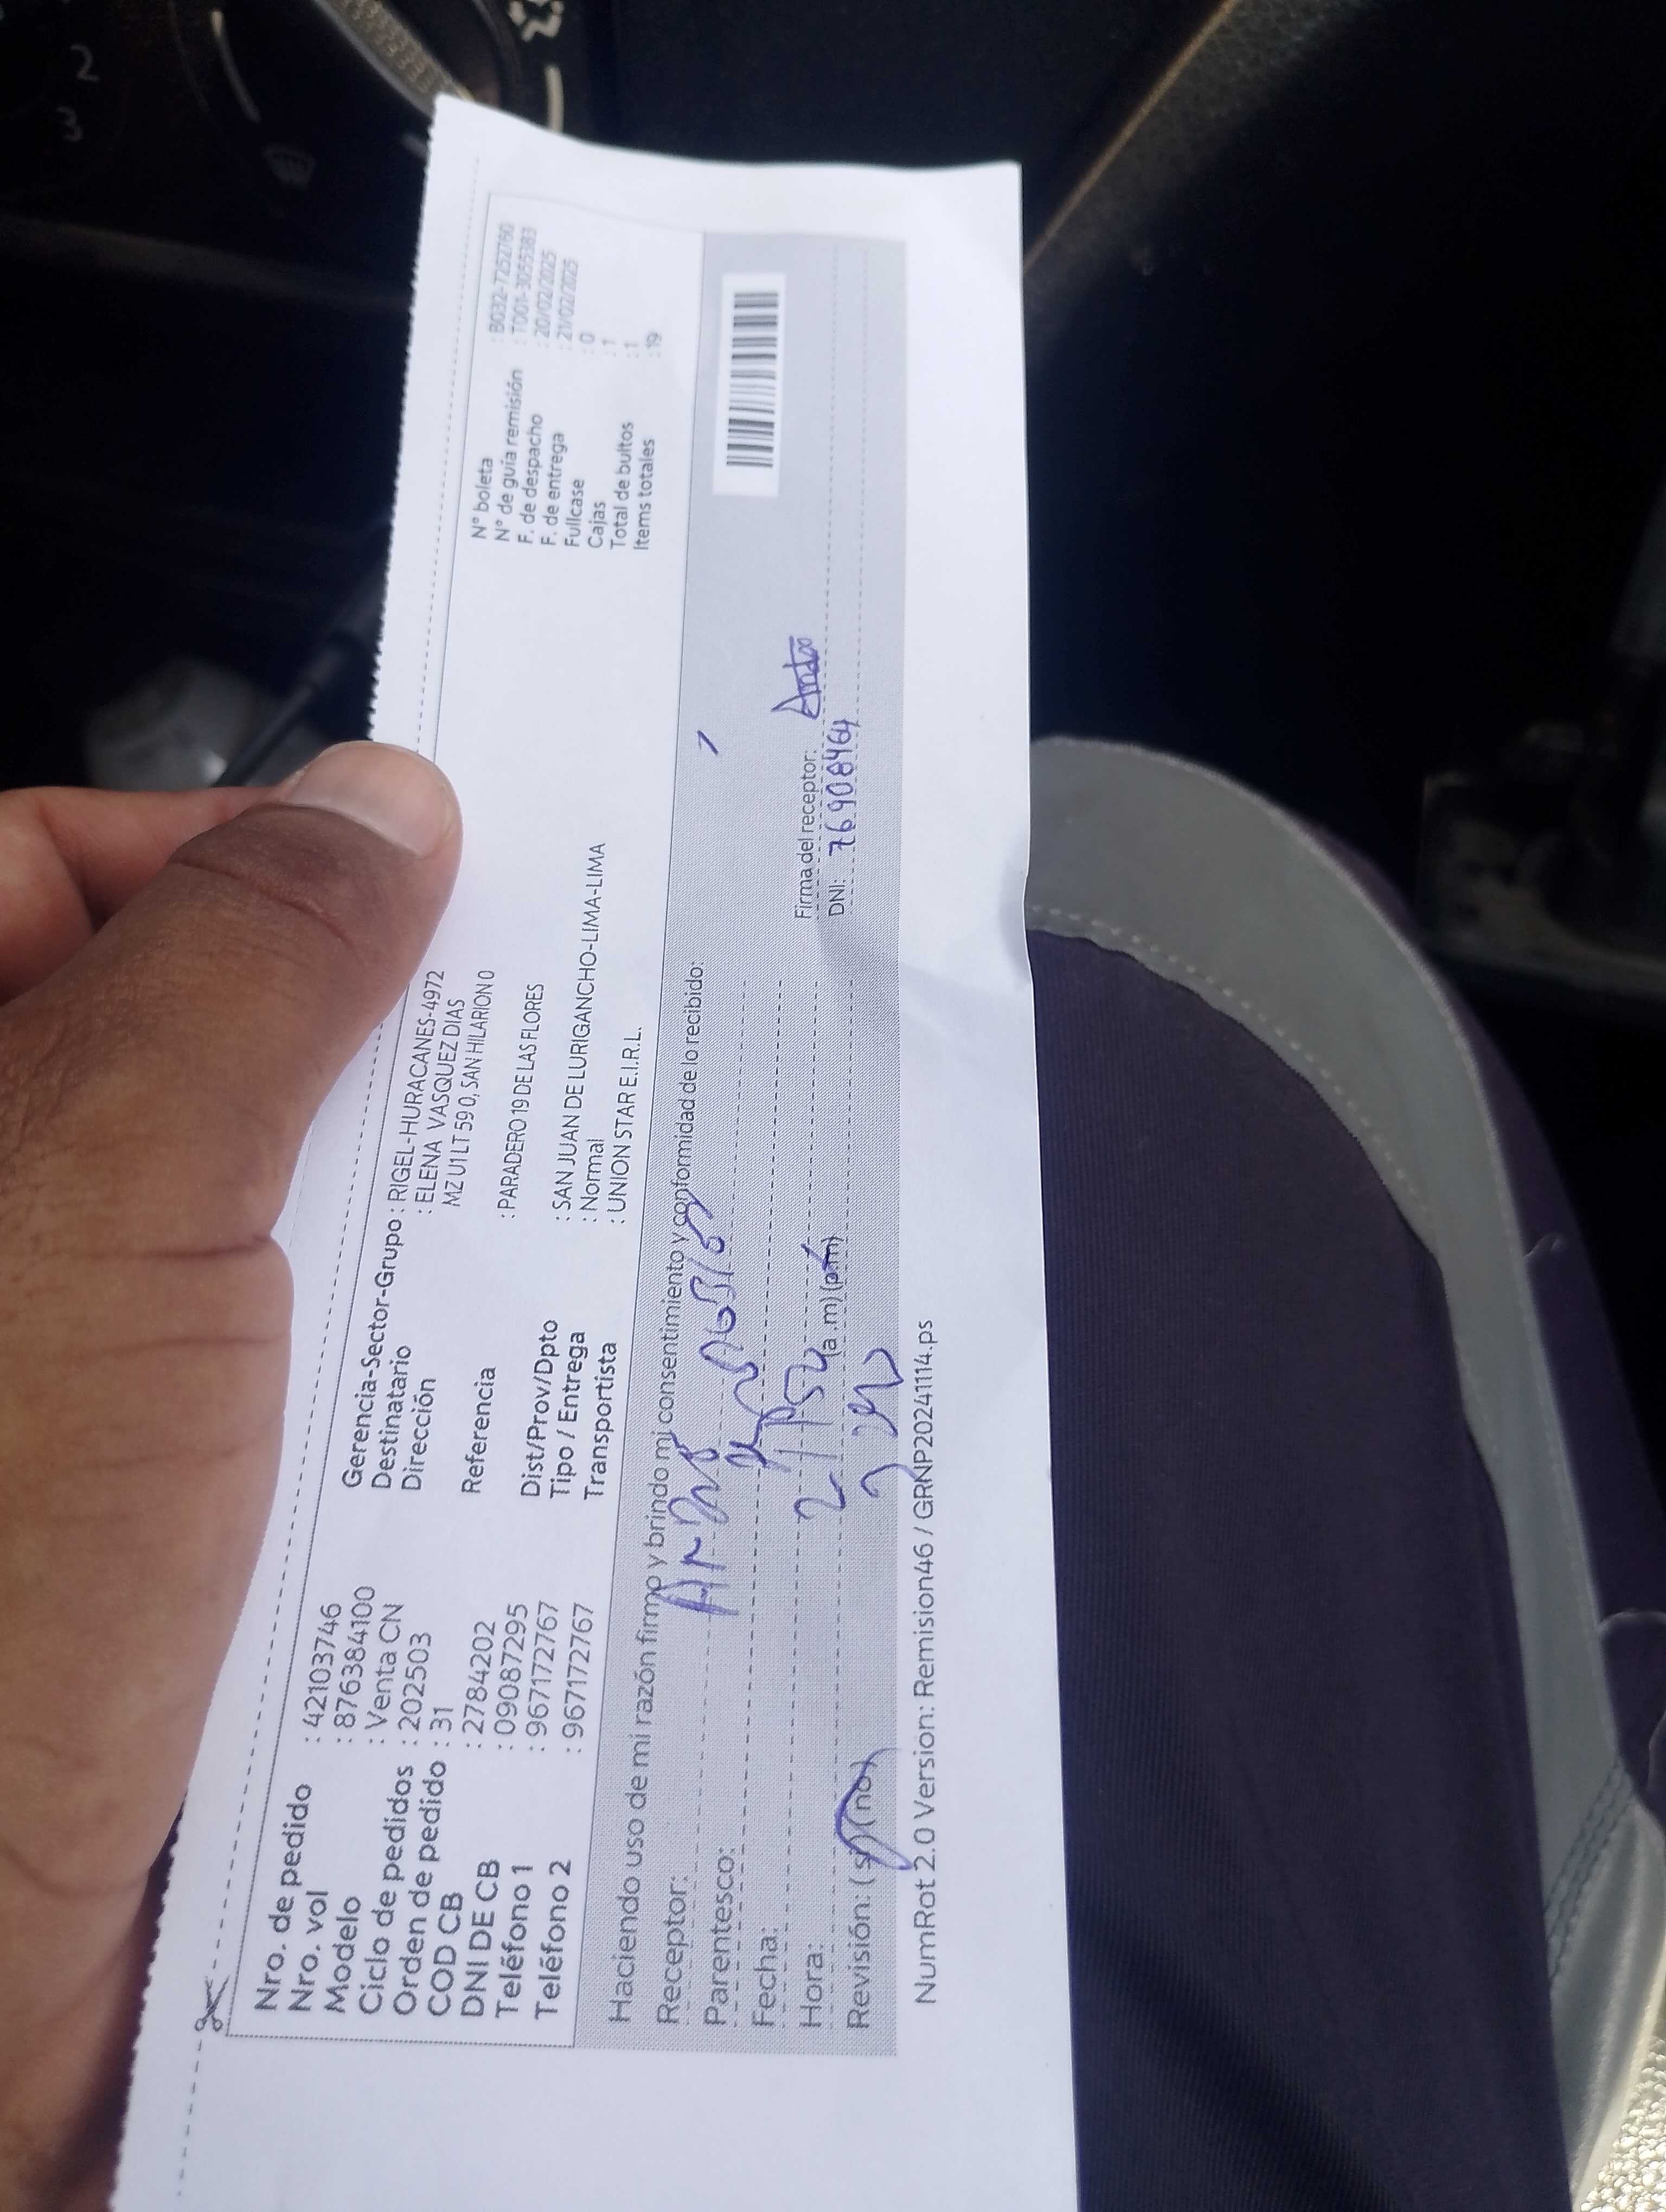 Nro. de pedido : 42103746
Nro. vol : 876384100
Modelo : Venta CN
Ciclo de pedidos : 202503
Orden de pedido : 31
COD CB : 2784202
DNI DE CB : 09087295
Teléfono 1 : 967172767
Teléfono 2 : 967172767
Gerencia-Sector-Grupo : RIGEL-HURACANES-4972
Destinatario : ELENA VASQUEZ DIAS
Dirección MZ U1 LT 59 0, SAN HILARION 0
Referencia : PARADERO 19 DE LAS FLORES
Dist/Prov/Dpto : SAN JUAN DE LURIGANCHO-LIMA-LIMA
Tipo / Entrega : Normal
Transportista : UNION STAR E.I.R.L.
N° boleta : B032-7252760
N° de guía remisión : T001-3055383
F. de despacho : 20/02/2025
F. de entrega : 21/02/2025
Fullcase : 0
Cajas : 1
Total de bultos : 1
Items totales : 19
Haciendo uso de mi razón firmo y brindo mi consentimiento y conformidad de lo recibido:
Receptor:
Parentesco:
Fecha:
Hora: (a.m) (p.m)
Revisión: (si) (no)
Firma del receptor:
DNI: 76908464
NumRot 2.0 Version: Remision46 / GRNP20241114.ps
2
3